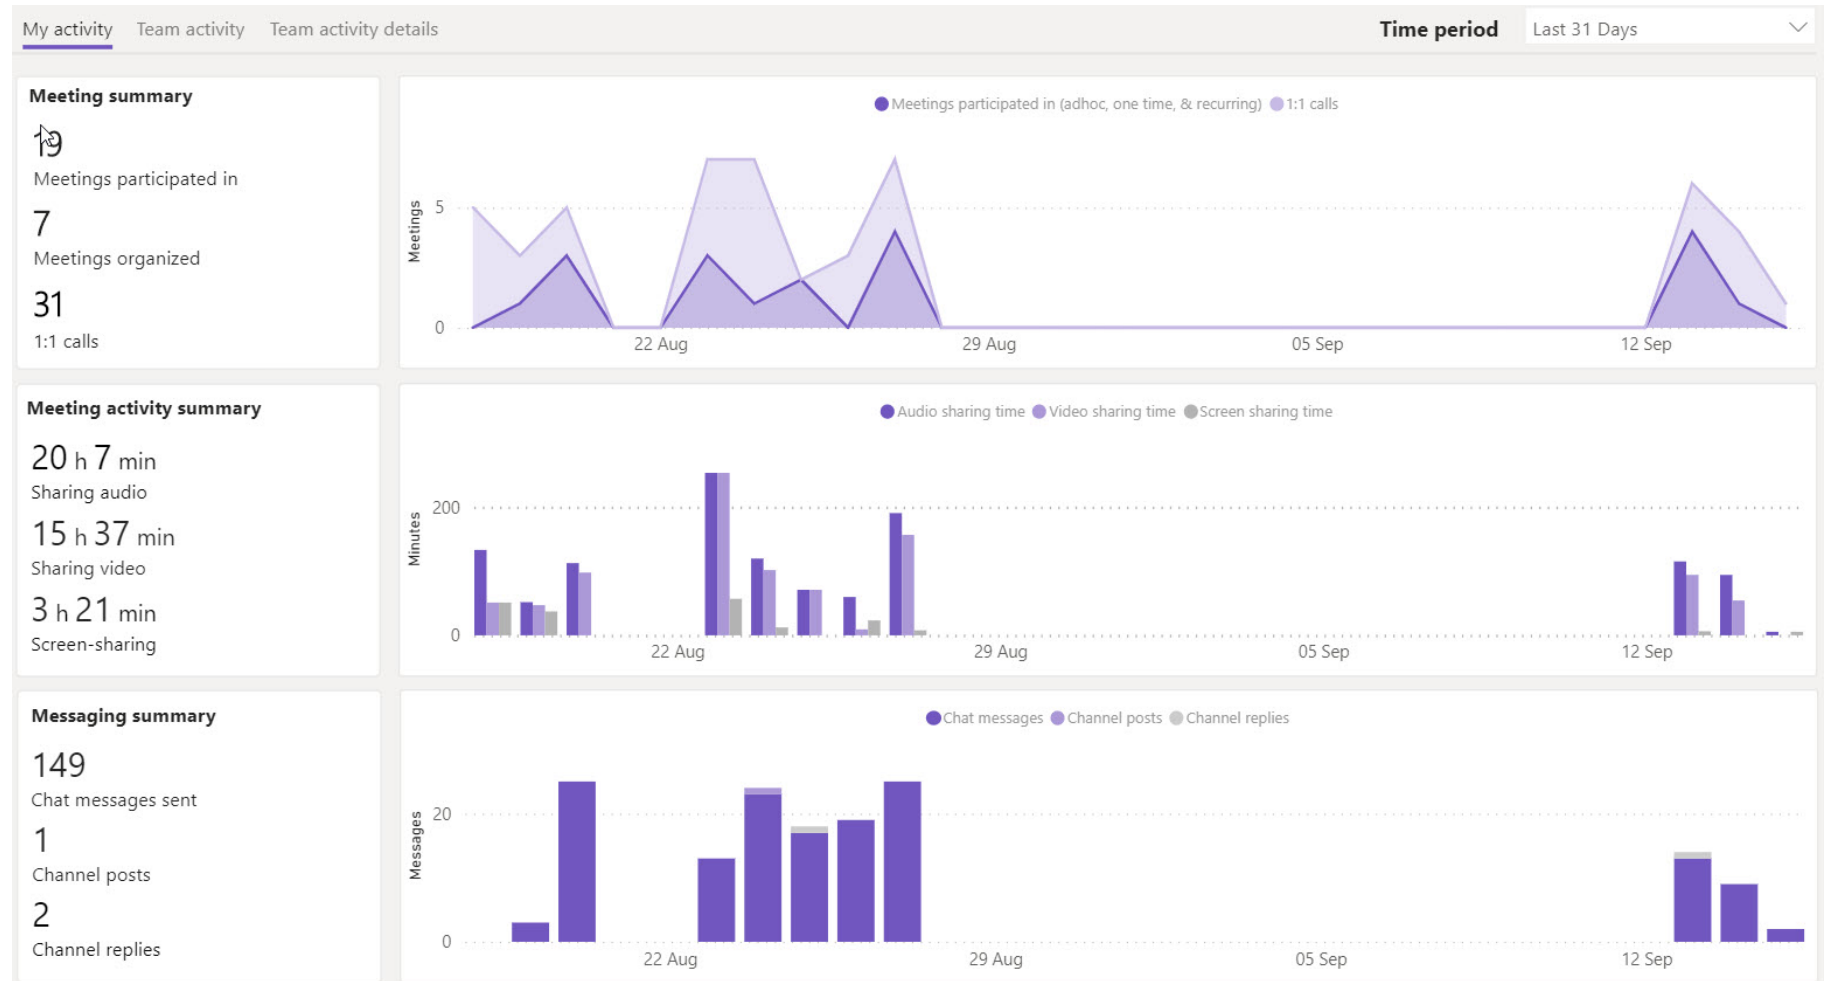 My activity Team activity Team activity details Time period Last 31 Days
Meeting summary
19
Meetings participated in
7
Meetings organized
31
1:1 calls
Meetings participated in (adhoc, one time, & recurring) 1:1 calls
Meetings
5
0
22 Aug 29 Aug 05 Sep 12 Sep
Meeting activity summary
20 h 7 min
Sharing audio
15 h 37 min
Sharing video
3 h 21 min
Screen-sharing
Audio sharing time Video sharing time Screen sharing time
Minutes
200
0
22 Aug 29 Aug 05 Sep 12 Sep
Messaging summary
149
Chat messages sent
1
Channel posts
2
Channel replies
Chat messages Channel posts Channel replies
Messages
20
0
22 Aug 29 Aug 05 Sep 12 Sep